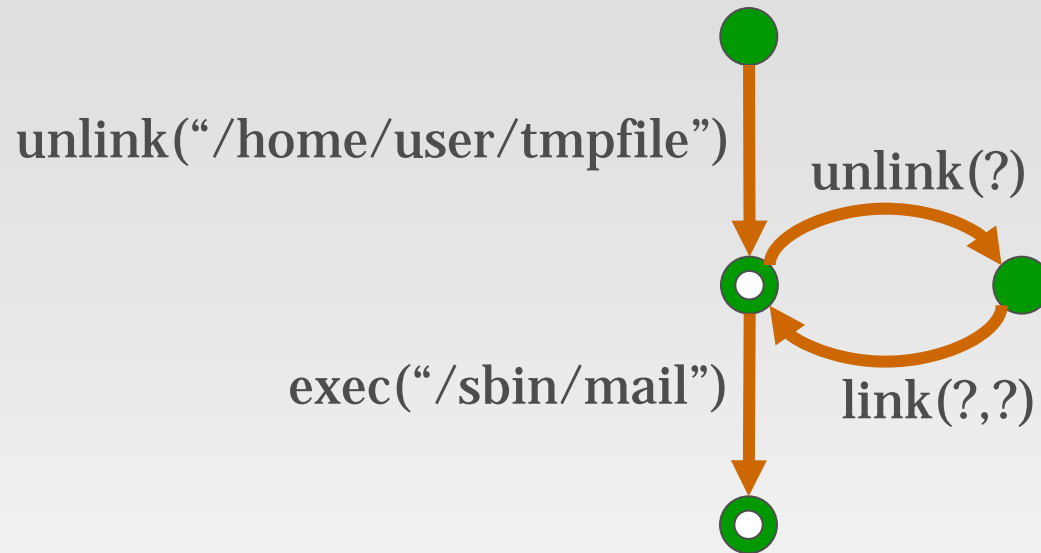 unlink(“/home/user/tmpfile”)
unlink(?)
exec(“/sbin/mail”)
link(?,?)